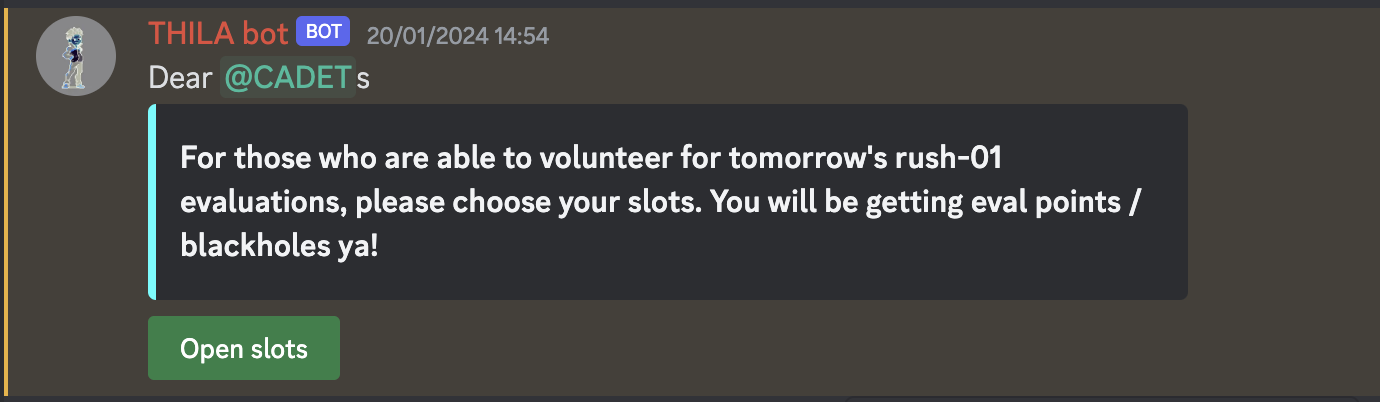 THILA bot BOT 20/01/2024 14:54
Dear @CADETs
For those who are able to volunteer for tomorrow's rush-01
evaluations, please choose your slots. You will be getting eval points /
blackholes ya!
Open slots